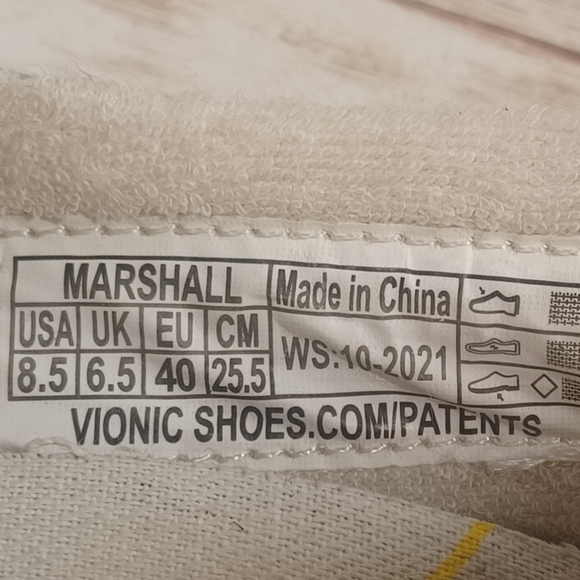 MARSHALL Made in China
USA UK EU CM
8.5 6.5 40 25.5
WS:10-2021
VIONIC SHOES.COM/PATENTS